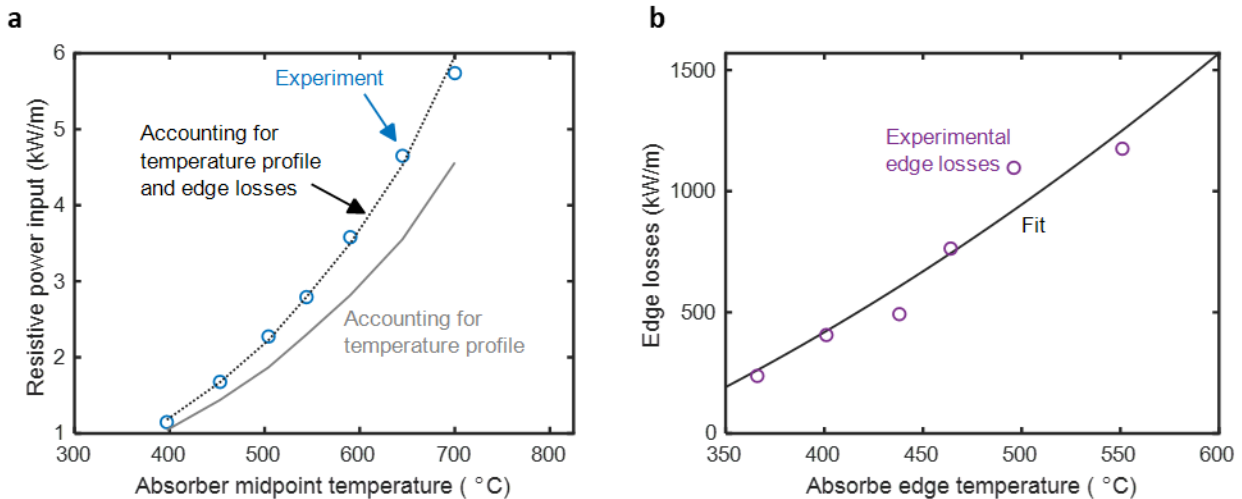 a
6
5
4
3
2
1
Resistive power input (kW/m)
Experiment
Accounting for
temperature profile
and edge losses
Accounting for
temperature profile
300
400
500
600
700
800
Absorber midpoint temperature ( °C)
b
1500
1000
500
0
Edge losses (kW/m)
Experimental
edge losses
Fit
350
400
450
500
550
600
Absorbe edge temperature ( °C)